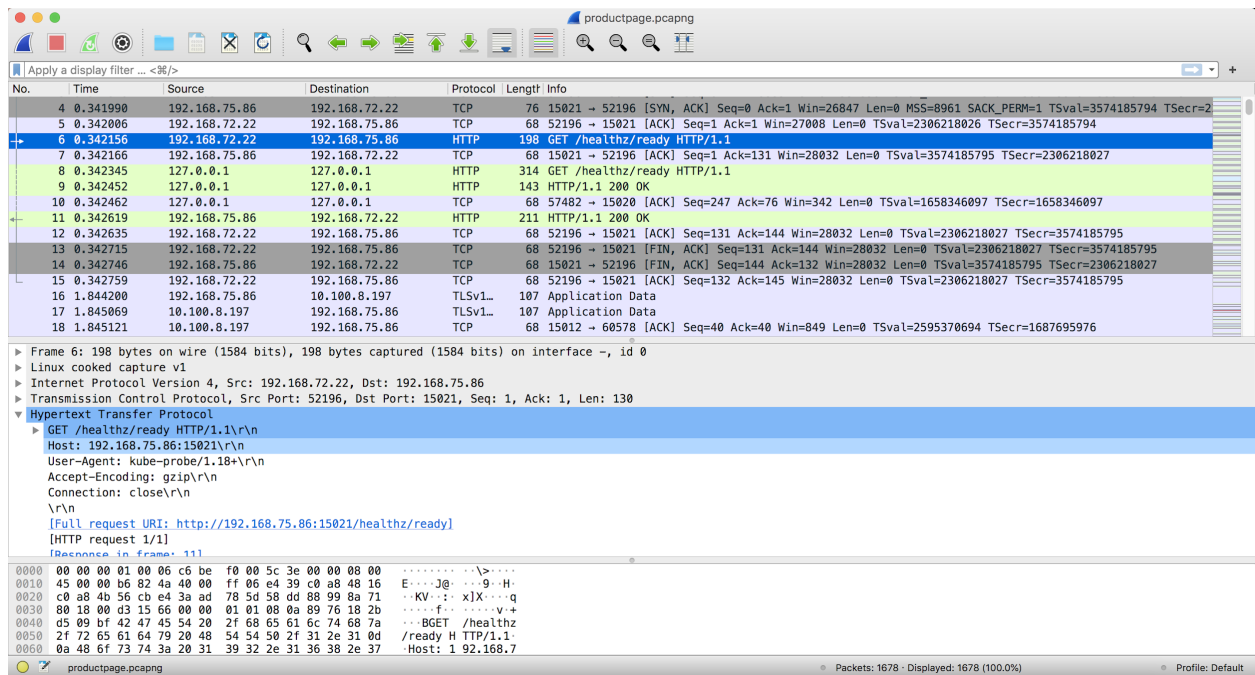 productpage.pcapng
Apply a display filter ... <⌘/>
No. Time Source Destination Protocol Length Info
4 0.341990 192.168.75.86 192.168.72.22 TCP 76 15021 → 52196 [SYN, ACK] Seq=0 Ack=1 Win=26847 Len=0 MSS=8961 SACK_PERM=1 TSval=3574185794 TSecr=2
5 0.342006 192.168.72.22 192.168.75.86 TCP 68 52196 → 15021 [ACK] Seq=1 Ack=1 Win=27008 Len=0 TSval=2306218026 TSecr=3574185794
6 0.342156 192.168.72.22 192.168.75.86 HTTP 198 GET /healthz/ready HTTP/1.1
7 0.342166 192.168.75.86 192.168.72.22 TCP 68 15021 → 52196 [ACK] Seq=1 Ack=131 Win=28032 Len=0 TSval=3574185795 TSecr=2306218027
8 0.342345 127.0.0.1 127.0.0.1 HTTP 314 GET /healthz/ready HTTP/1.1
9 0.342452 127.0.0.1 127.0.0.1 HTTP 143 HTTP/1.1 200 OK
10 0.342462 127.0.0.1 127.0.0.1 TCP 68 57482 → 15020 [ACK] Seq=247 Ack=76 Win=342 Len=0 TSval=1658346097 TSecr=1658346097
11 0.342619 192.168.75.86 192.168.72.22 HTTP 211 HTTP/1.1 200 OK
12 0.342635 192.168.72.22 192.168.75.86 TCP 68 52196 → 15021 [ACK] Seq=131 Ack=144 Win=28032 Len=0 TSval=2306218027 TSecr=3574185795
13 0.342715 192.168.72.22 192.168.75.86 TCP 68 52196 → 15021 [FIN, ACK] Seq=131 Ack=144 Win=28032 Len=0 TSval=2306218027 TSecr=3574185795
14 0.342746 192.168.75.86 192.168.72.22 TCP 68 15021 → 52196 [FIN, ACK] Seq=144 Ack=132 Win=28032 Len=0 TSval=3574185795 TSecr=2306218027
15 0.342759 192.168.72.22 192.168.75.86 TCP 68 52196 → 15021 [ACK] Seq=132 Ack=145 Win=28032 Len=0 TSval=2306218027 TSecr=3574185795
16 1.844200 192.168.75.86 10.100.8.197 TLSv1… 107 Application Data
17 1.845069 10.100.8.197 192.168.75.86 TLSv1… 107 Application Data
18 1.845121 10.100.8.197 192.168.75.86 TCP 68 15012 → 60578 [ACK] Seq=40 Ack=40 Win=849 Len=0 TSval=2595370694 TSecr=1687695976
Frame 6: 198 bytes on wire (1584 bits), 198 bytes captured (1584 bits) on interface -, id 0
Linux cooked capture v1
Internet Protocol Version 4, Src: 192.168.72.22, Dst: 192.168.75.86
Transmission Control Protocol, Src Port: 52196, Dst Port: 15021, Seq: 1, Ack: 1, Len: 130
Hypertext Transfer Protocol
GET /healthz/ready HTTP/1.1\r\n
Host: 192.168.75.86:15021\r\n
User-Agent: kube-probe/1.18+\r\n
Accept-Encoding: gzip\r\n
Connection: close\r\n
\r\n
[Full request URI: http://192.168.75.86:15021/healthz/ready]
[HTTP request 1/1]
[Response in frame: 11]
0000 00 00 00 01 00 06 c6 be f0 00 5c 3e 00 00 08 00 ········ ··\>····
0010 45 00 00 b6 82 4a 40 00 ff 06 e4 39 c0 a8 48 16 E····J@· ···9··H·
0020 c0 a8 4b 56 cb e4 3a ad 78 5d 58 dd 88 99 8a 71 ··KV··:· x]X····q
0030 80 18 00 d3 15 66 00 00 01 01 08 0a 89 76 18 2b ·····f·· ·····v·+
0040 d5 09 bf 42 47 45 54 20 2f 68 65 61 6c 74 68 7a ···BGET /healthz
0050 2f 72 65 61 64 79 20 48 54 54 50 2f 31 2e 31 0d /ready H TTP/1.1·
0060 0a 48 6f 73 74 3a 20 31 39 32 2e 31 36 38 2e 37 ·Host: 1 92.168.7
productpage.pcapng Packets: 1678 · Displayed: 1678 (100.0%) Profile: Default